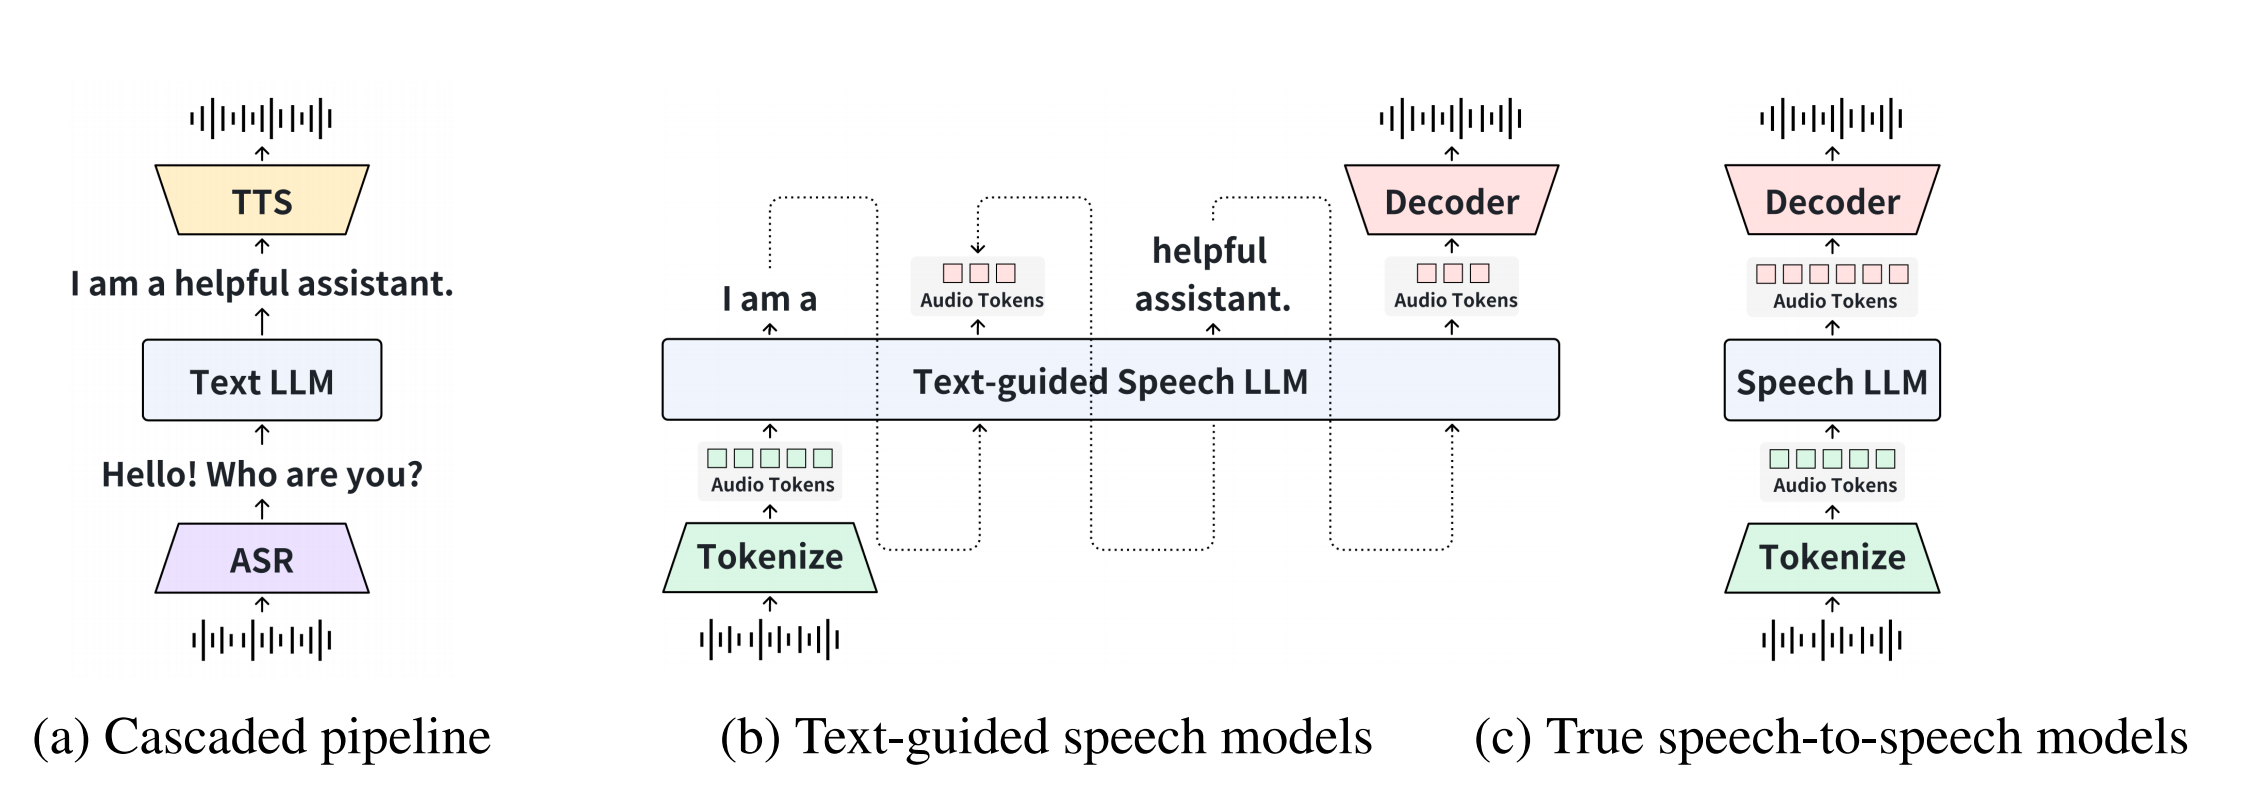 TTS
I am a helpful assistant.
Text LLM
Hello! Who are you?
ASR
(a) Cascaded pipeline
Decoder
helpful
I am a
Audio Tokens
assistant.
Audio Tokens
Text-guided Speech LLM
Audio Tokens
Tokenize
(b) Text-guided speech models
Decoder
Audio Tokens
Speech LLM
Audio Tokens
Tokenize
(c) True speech-to-speech models